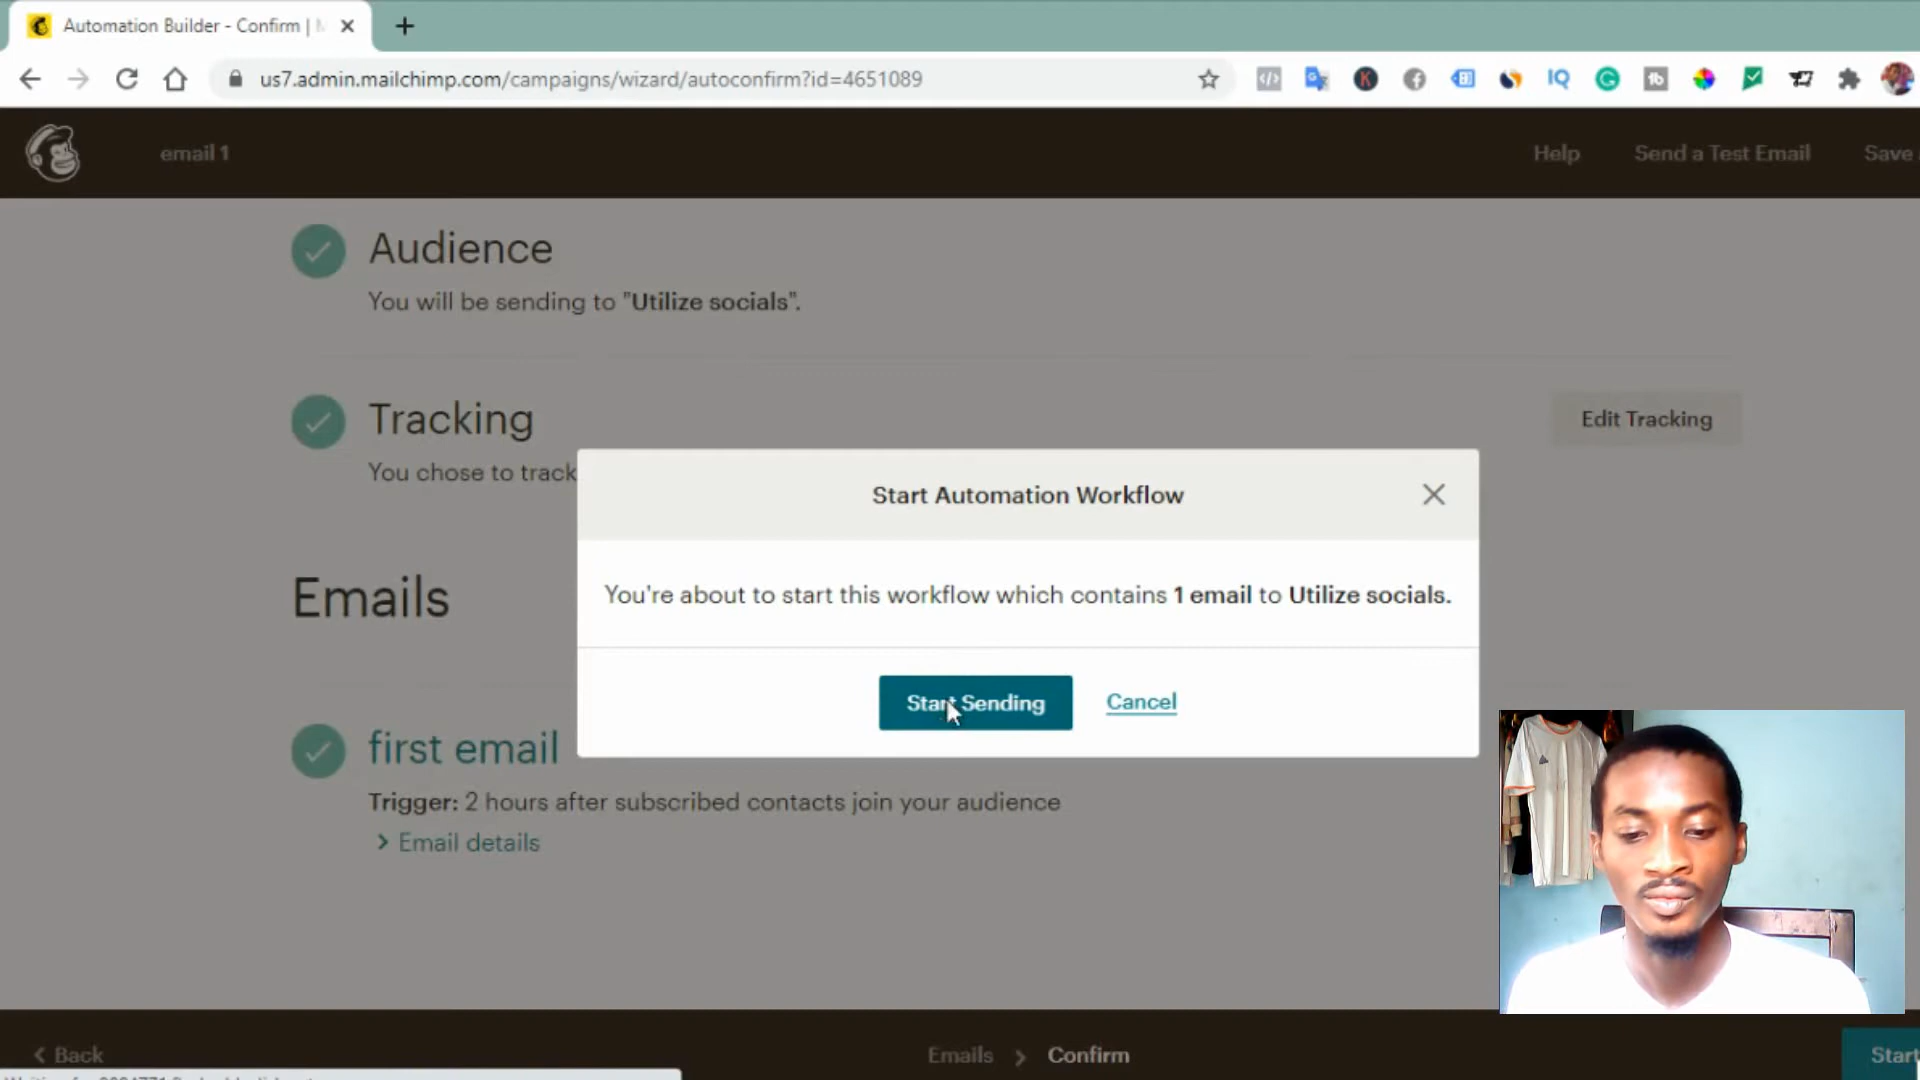 Automation Builder - Confirm |
us7.admin.mailchimp.com/campaigns/wizard/autoconfirm?id=4651089
IQ
email 1
Help
Send a Test Email
Save
Audience
You will be sending to "Utilize socials".
Tracking
Edit Tracking
You chose to track
Start Automation Workflow
You're about to start this workflow which contains 1 email to Utilize socials.
Emails
Start Sending
Cancel
first email
Trigger: 2 hours after subscribed contacts join your audience
> Email details
< Back
Emails > Confirm
Start